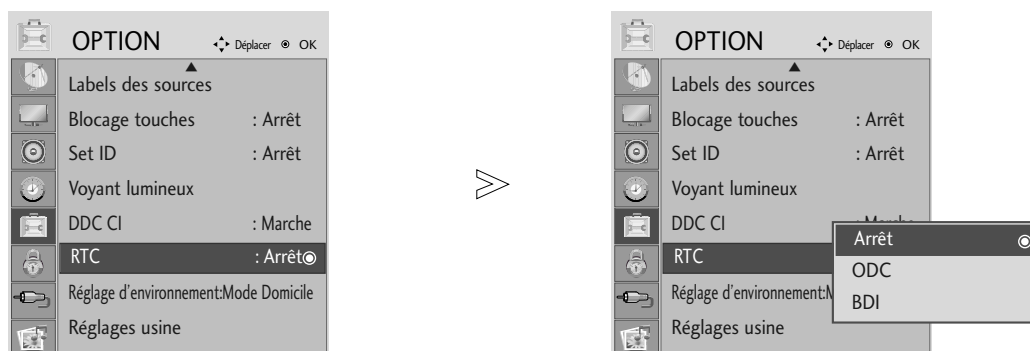 OPTION Déplacer OK
Labels des sources
Blocage touches : Arrêt
Set ID : Arrêt
Voyant lumineux
DDC CI : Marche
RTC : Arrêt
Réglage d'environnement:Mode Domicile
Réglages usine
OPTION Déplacer OK
Labels des sources
Blocage touches : Arrêt
Set ID : Arrêt
Voyant lumineux
DDC CI
RTC
Réglage d'environnement:M
Réglages usine
Arrêt
ODC
BDI